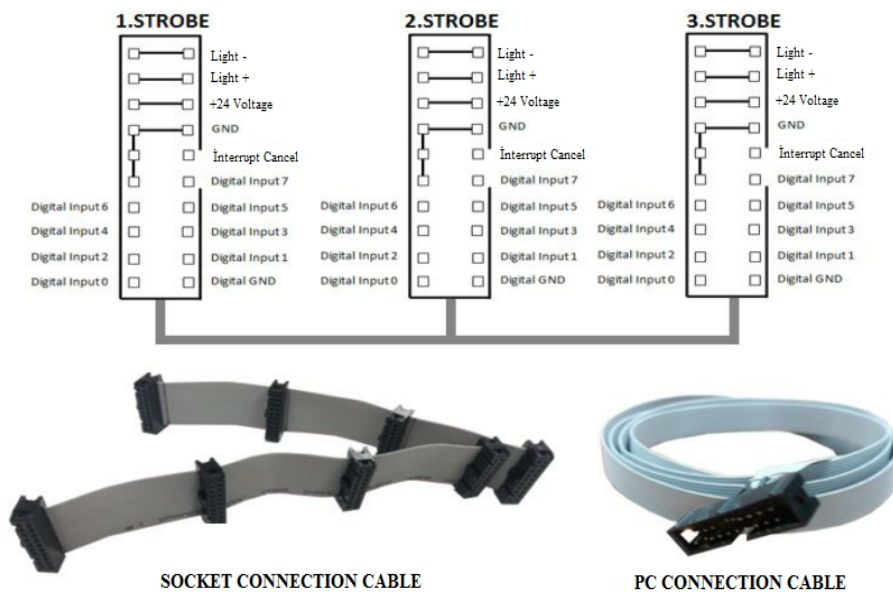 1.STROBE
Light -
Light +
+24 Voltage
GND
İnterrupt Cancel
Digital Input 7
Digital Input 6
Digital Input 5
Digital Input 4
Digital Input 3
Digital Input 2
Digital Input 1
Digital Input 0
Digital GND
2.STROBE
Light -
Light +
+24 Voltage
GND
İnterrupt Cancel
Digital Input 7
Digital Input 6
Digital Input 5
Digital Input 4
Digital Input 3
Digital Input 2
Digital Input 1
Digital Input 0
Digital GND
3.STROBE
Light -
Light +
+24 Voltage
GND
İnterrupt Cancel
Digital Input 7
Digital Input 6
Digital Input 5
Digital Input 4
Digital Input 3
Digital Input 2
Digital Input 1
Digital Input 0
Digital GND
SOCKET CONNECTION CABLE
PC CONNECTION CABLE